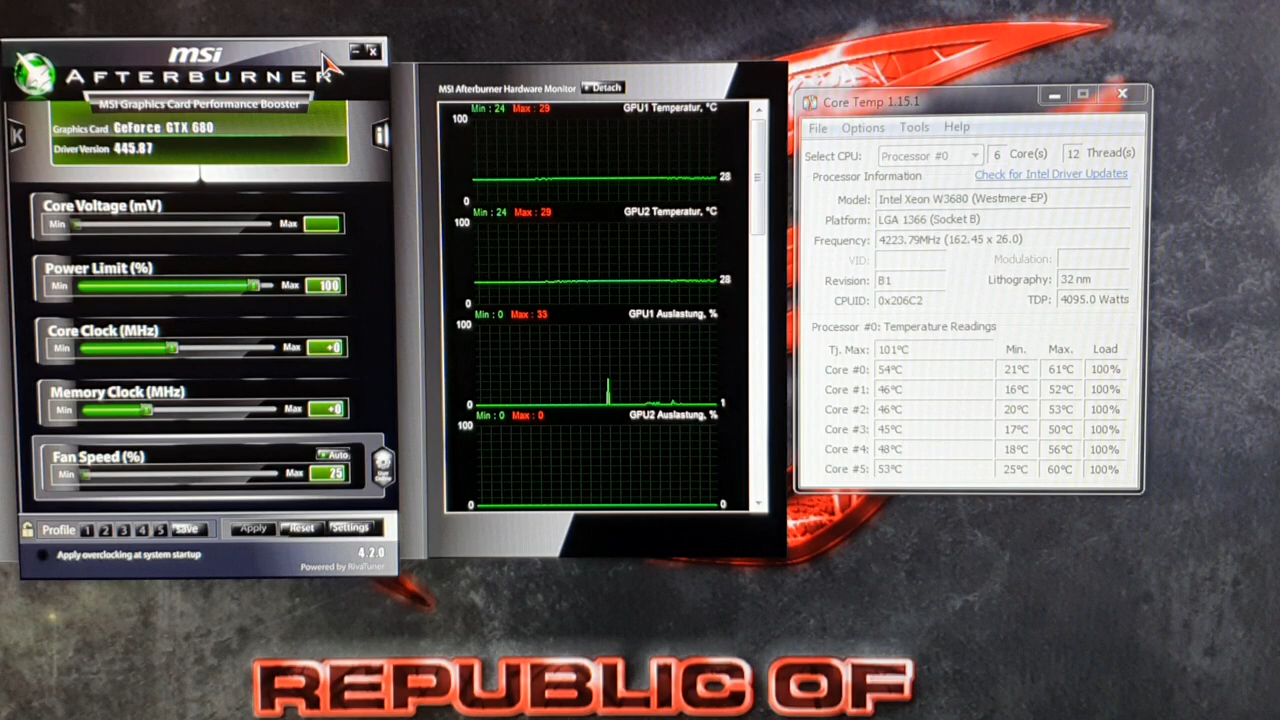 msi
AFTERBURNER
MSI Graphics Card Performance Booster
Graphics Card GeForce GTX 680
Driver Version 445.87
K
i
Core Voltage (mV)
Min Max
Power Limit (%)
Min Max 100
Core Clock (MHz)
Min Max +0
Memory Clock (MHz)
Min Max +0
Fan Speed (%)
Auto
Min Max 25
Profile 1 2 3 4 5 Save Apply Reset Settings
Apply overclocking at system startup 4.2.0
Powered by RivaTuner
MSI Afterburner Hardware Monitor Detach
Min : 24 Max : 29 GPU1 Temperatur, °C
100
28
0
Min : 24 Max : 29 GPU2 Temperatur, °C
100
28
0
Min : 0 Max : 33 GPU1 Auslastung, %
100
0 1
Min : 0 Max : 0 GPU2 Auslastung, %
100
0 0
Core Temp 1.15.1
File Options Tools Help
Select CPU: Processor #0 6 Core(s) 12 Thread(s)
Processor Information Check for Intel Driver Updates
Model: Intel Xeon W3680 (Westmere-EP)
Platform: LGA 1366 (Socket B)
Frequency: 4223.79MHz (162.45 x 26.0)
VID: Modulation:
Revision: B1 Lithography: 32 nm
CPUID: 0x206C2 TDP: 4095.0 Watts
Processor #0: Temperature Readings
Tj. Max: 101°C Min. Max. Load
Core #0: 54°C 21°C 61°C 100%
Core #1: 46°C 16°C 52°C 100%
Core #2: 46°C 20°C 53°C 100%
Core #3: 45°C 17°C 50°C 100%
Core #4: 48°C 18°C 56°C 100%
Core #5: 53°C 25°C 60°C 100%
REPUBLIC OF